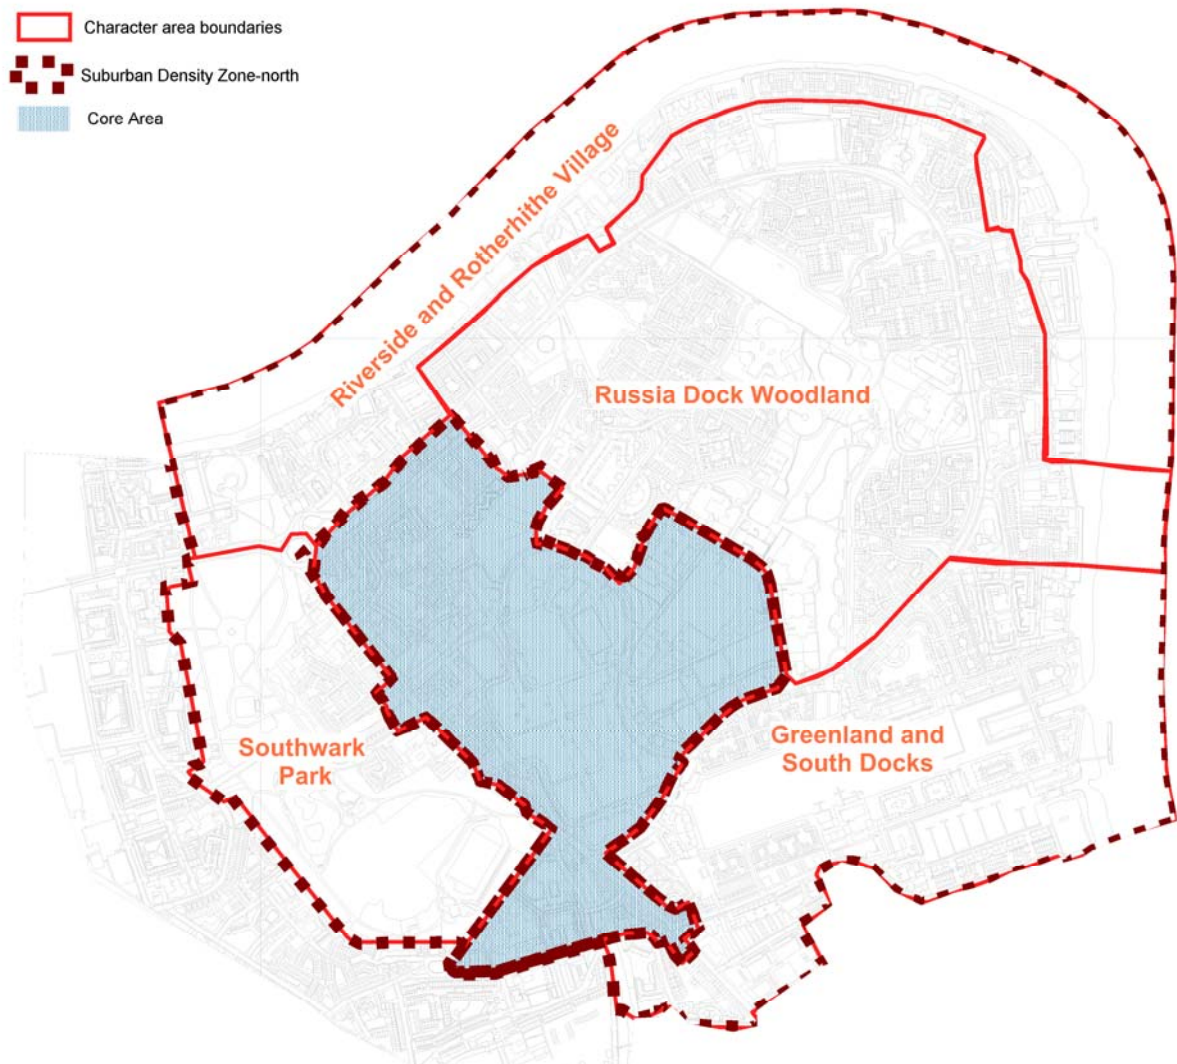 Character area boundaries
Suburban Density Zone-north
Core Area
Riverside and Rotherhithe Village
Russia Dock Woodland
Southwark
Park
Greenland and
South Docks